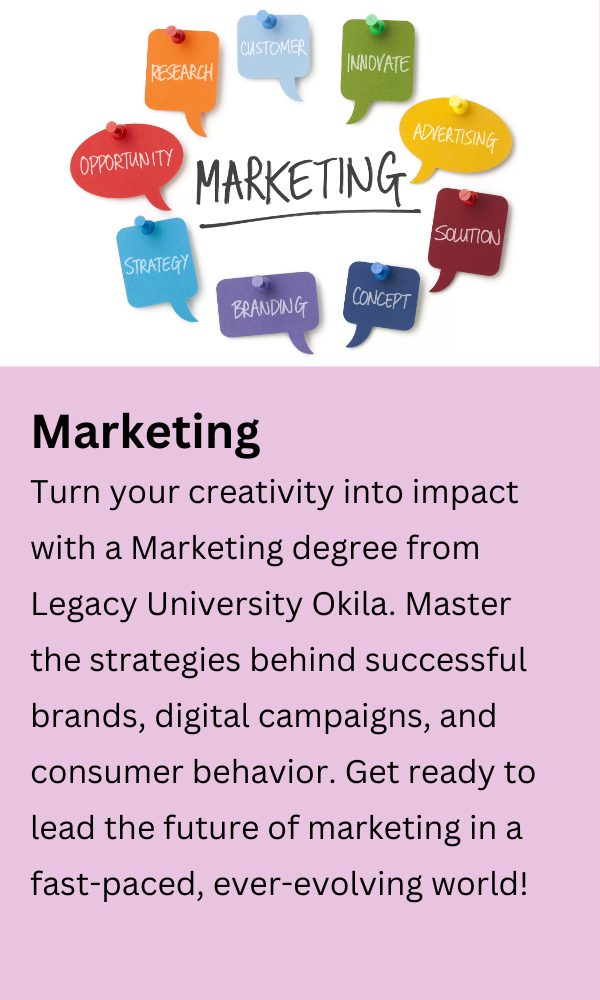 CUSTOMER
RESEARCH
INNOVATE
ADVERTISING
OPPORTUNITY
MARKETING
SOLUTION
STRATEGY
BRANDING
CONCEPT
Marketing
Turn your creativity into impact
with a Marketing degree from
Legacy University Okila. Master
the strategies behind successful
brands, digital campaigns, and
consumer behavior. Get ready to
lead the future of marketing in a
fast-paced, ever-evolving world!